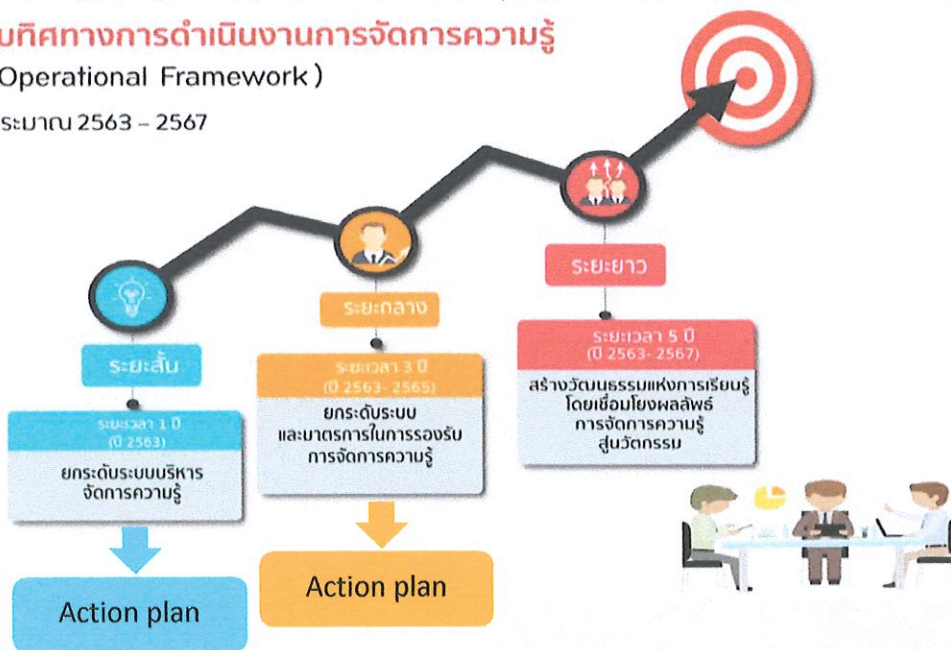 บทิศทางการดำเนินงานการจัดการความรู้
Operational Framework )
ระมาณ 2563 – 2567
ระยะสั้น
ระยะเวลา 1 ปี
(ปี 2563)
ยกระดับระบบบริหาร
จัดการความรู้
Action plan
ระยะกลาง
ระยะเวลา 3 ปี
(ปี 2563- 2565)
ยกระดับระบบ
และมาตรการในการรองรับ
การจัดการความรู้
Action plan
ระยะยาว
ระยะเวลา 5 ปี
(ปี 2563- 2567)
สร้างวัฒนธรรมแห่งการเรียนรู้
โดยเชื่อมโยงผลลัพธ์
การจัดการความรู้
สู่นวัตกรรม